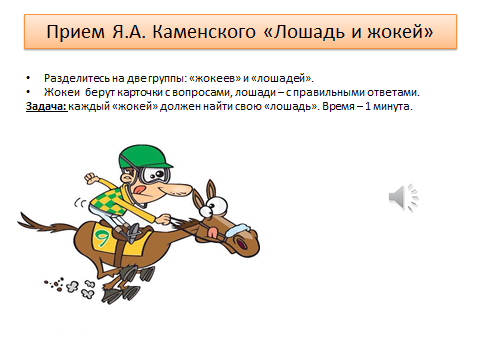 Прием Я.А. Каменского «Лошадь и жокей»
• Разделитесь на две группы: «жокеев» и «лошадей».
• Жокеи берут карточки с вопросами, лошади – с правильными ответами.
Задача: каждый «жокей» должен найти свою «лошадь». Время – 1 минута.
9